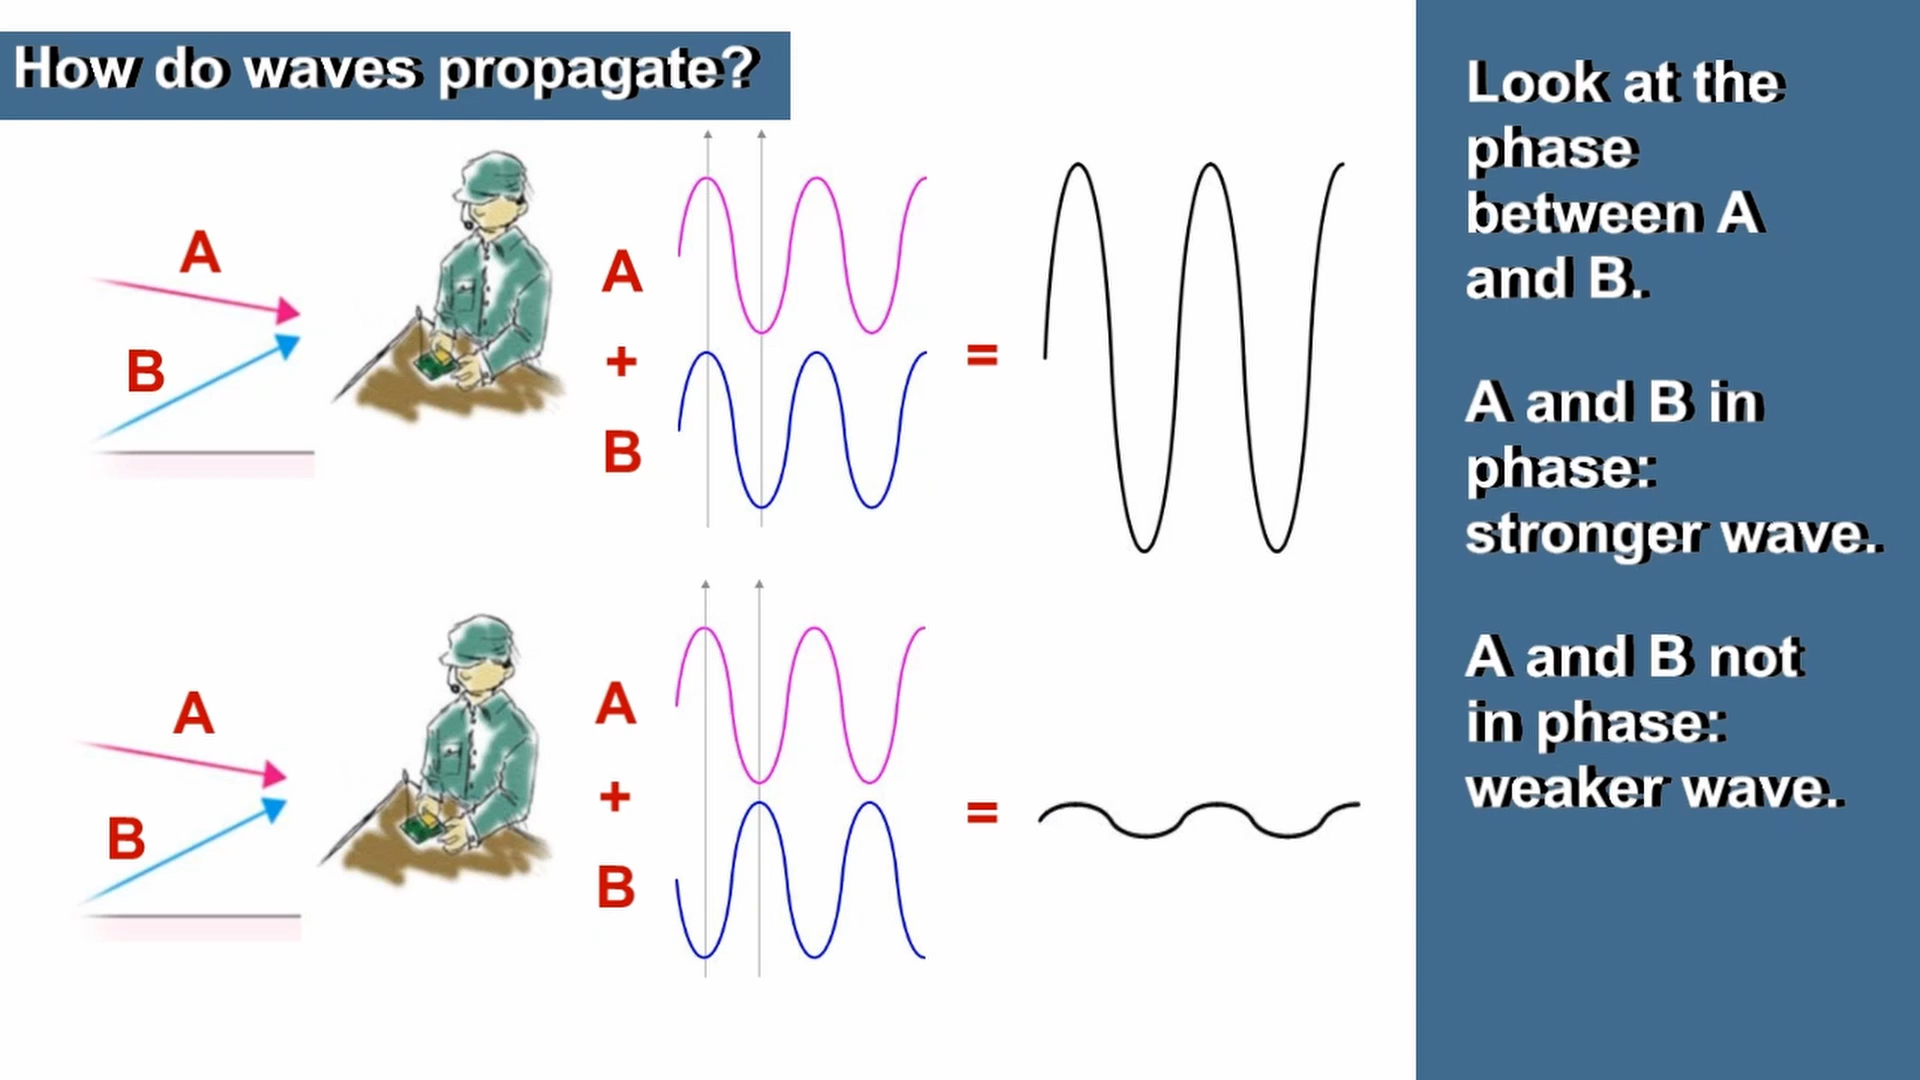 How do waves propagate?
A
B
A
+
B
=
A
B
A
+
B
=
Look at the
phase
between A
and B.
A and B in
phase:
stronger wave.
A and B not
in phase:
weaker wave.